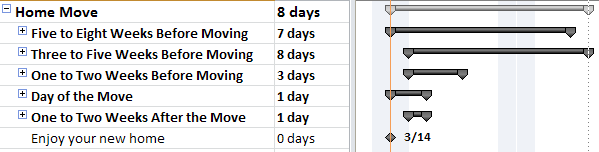 Home Move 8 days
Five to Eight Weeks Before Moving 7 days
Three to Five Weeks Before Moving 8 days
One to Two Weeks Before Moving 3 days
Day of the Move 1 day
One to Two Weeks After the Move 1 day
Enjoy your new home 0 days 3/14